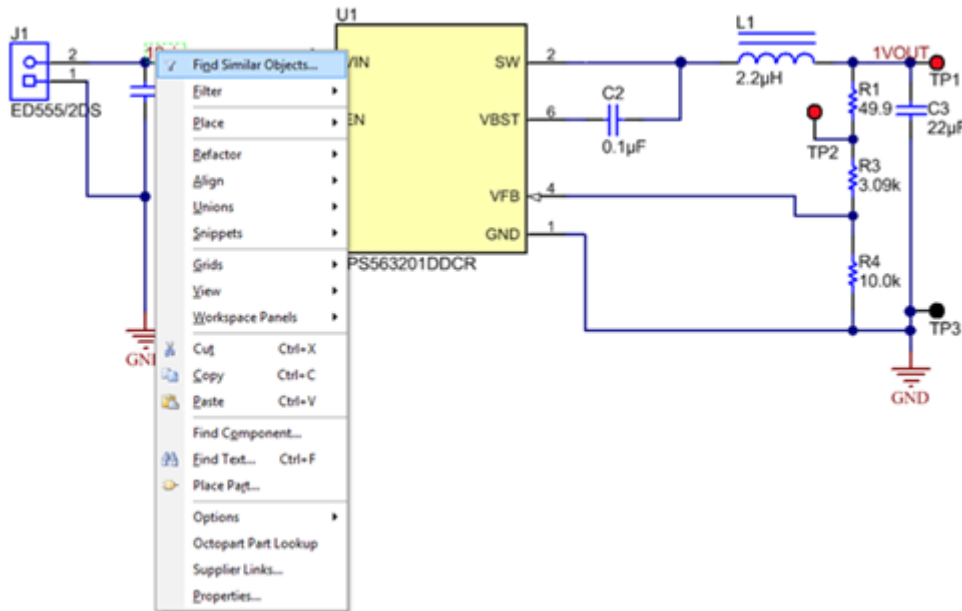 J1
2
1
ED555/2DS
U1
VIN
EN
SW
2
VBST
6
VFB
4
GND
1
PS563201DDCR
C2
0.1µF
L1
2.2µH
1VOUT
TP1
R1
49.9
C3
22µF
TP2
R3
3.09k
R4
10.0k
TP3
GND
GND
Find Similar Objects...
Filter
Place
Refactor
Align
Unions
Snippets
Grids
View
Workspace Panels
Cut Ctrl+X
Copy Ctrl+C
Paste Ctrl+V
Find Component...
Find Text... Ctrl+F
Place Part...
Options
Octopart Part Lookup
Supplier Links...
Properties...